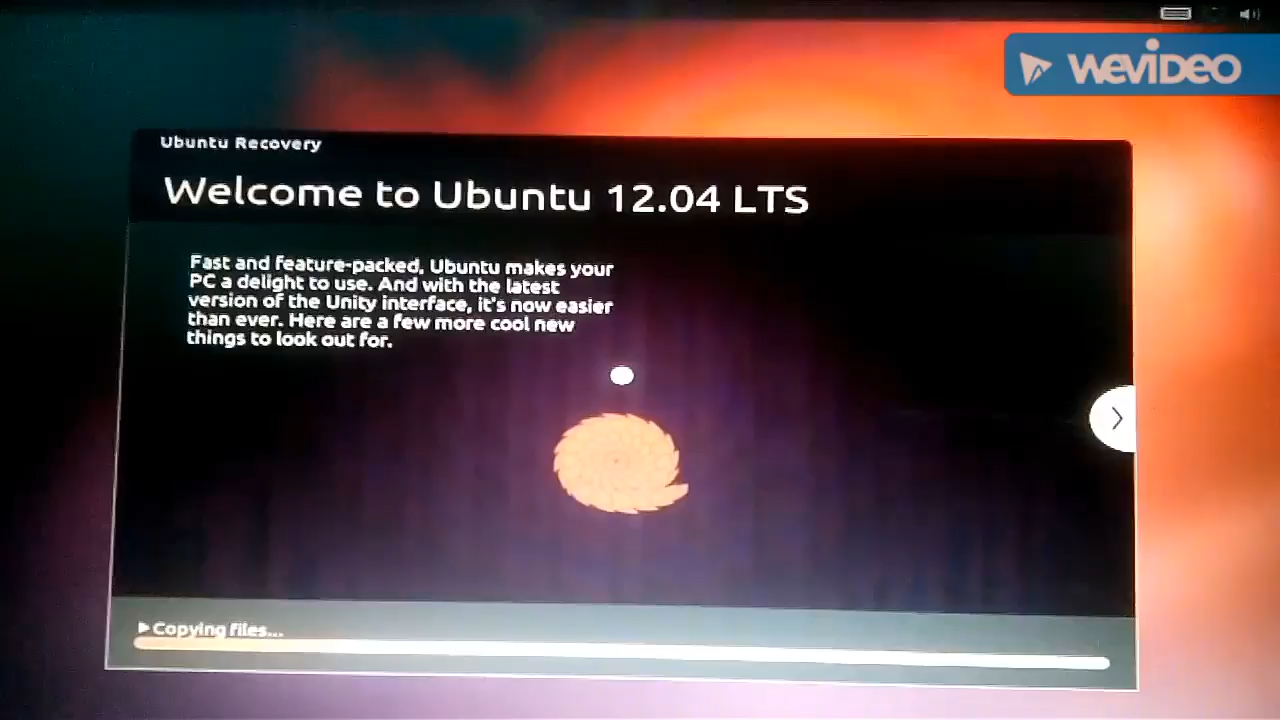 WEVIDEO
Ubuntu Recovery
Welcome to Ubuntu 12.04 LTS
Fast and feature-packed, Ubuntu makes your
PC a delight to use. And with the latest
version of the Unity interface, it's now easier
than ever. Here are a few more cool new
things to look out for.
Copying files...